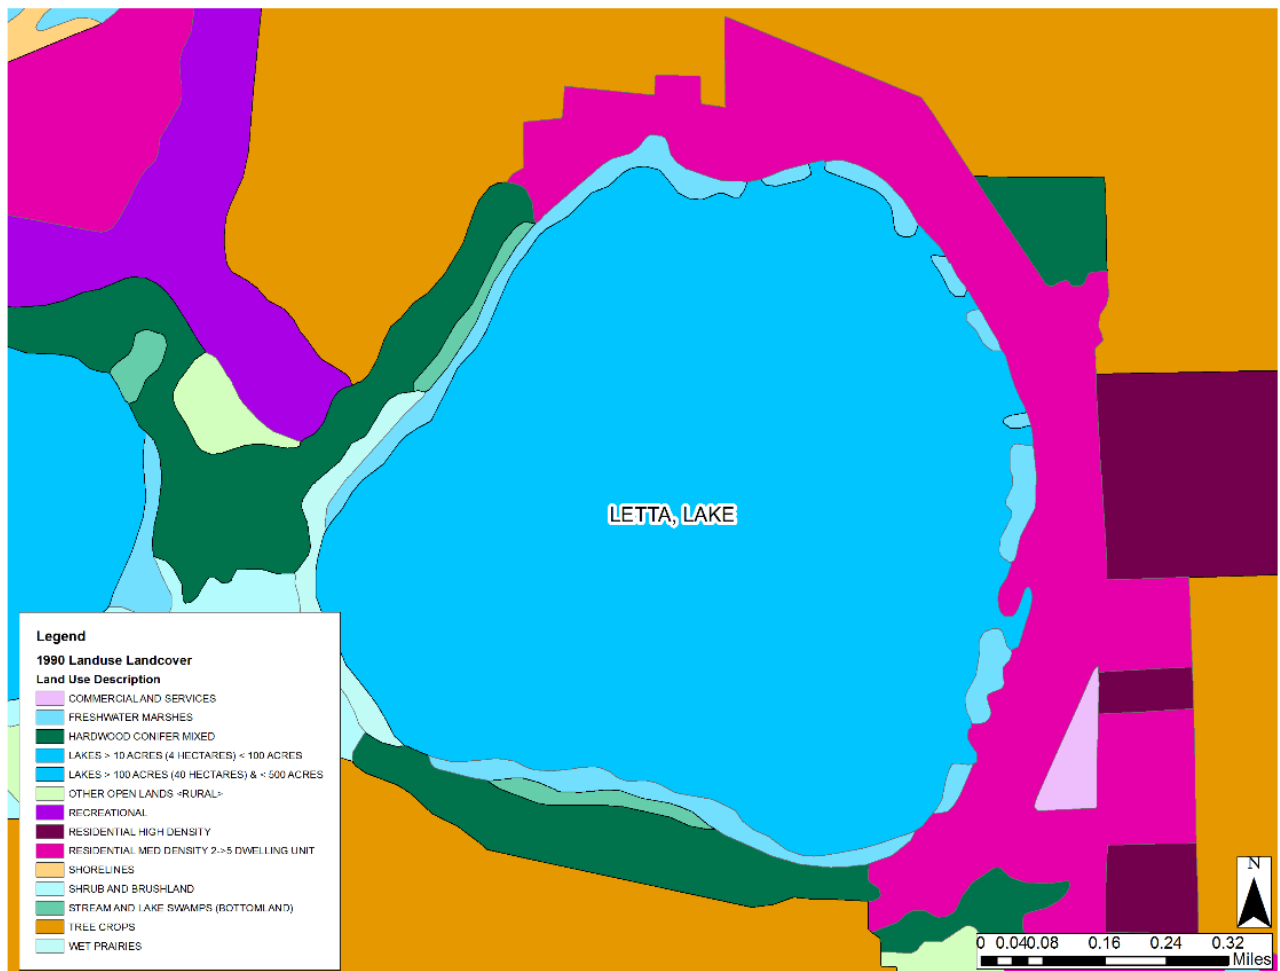 LETTA, LAKE
Legend
1990 Landuse Landcover
Land Use Description
COMMERCIAL AND SERVICES
FRESHWATER MARSHES
HARDWOOD CONIFER MIXED
LAKES > 10 ACRES (4 HECTARES) < 100 ACRES
LAKES > 100 ACRES (40 HECTARES) & < 500 ACRES
OTHER OPEN LANDS <RURAL>
RECREATIONAL
RESIDENTIAL HIGH DENSITY
RESIDENTIAL MED DENSITY 2->5 DWELLING UNIT
SHORELINES
SHRUB AND BRUSHLAND
STREAM AND LAKE SWAMPS (BOTTOMLAND)
TREE CROPS
WET PRAIRIES
N
0 0.04 0.08 0.16 0.24 0.32
Miles